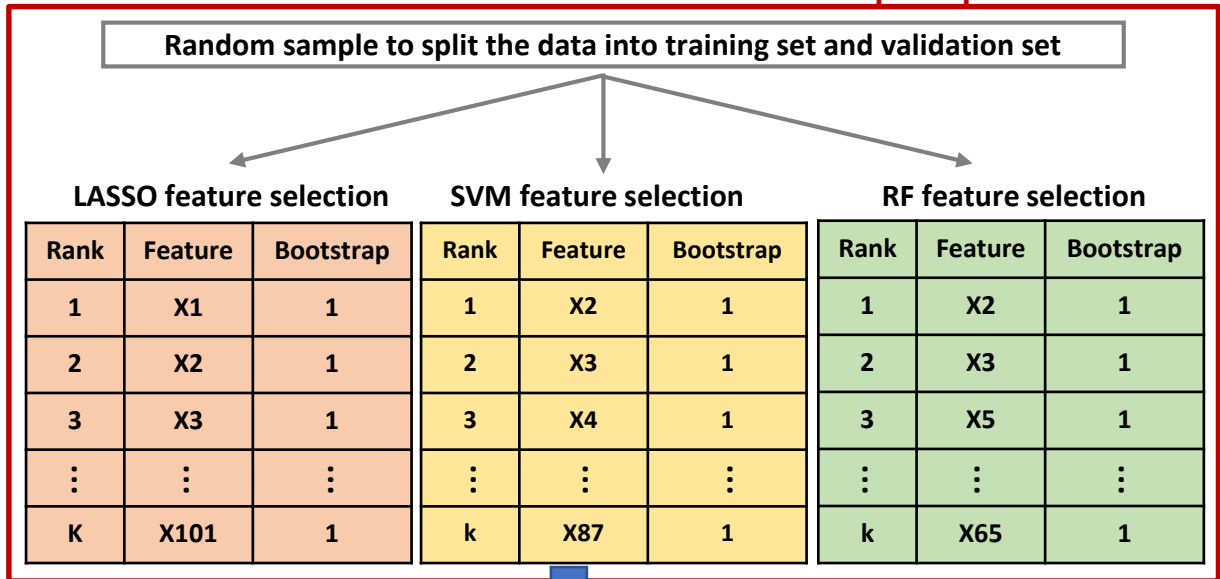 Random sample to split the data into training set and validation set
LASSO feature selection
Rank Feature Bootstrap
1 X1 1
2 X2 1
3 X3 1
⋮ ⋮ ⋮
K X101 1
SVM feature selection
Rank Feature Bootstrap
1 X2 1
2 X3 1
3 X4 1
⋮ ⋮ ⋮
k X87 1
RF feature selection
Rank Feature Bootstrap
1 X2 1
2 X3 1
3 X5 1
⋮ ⋮ ⋮
k X65 1